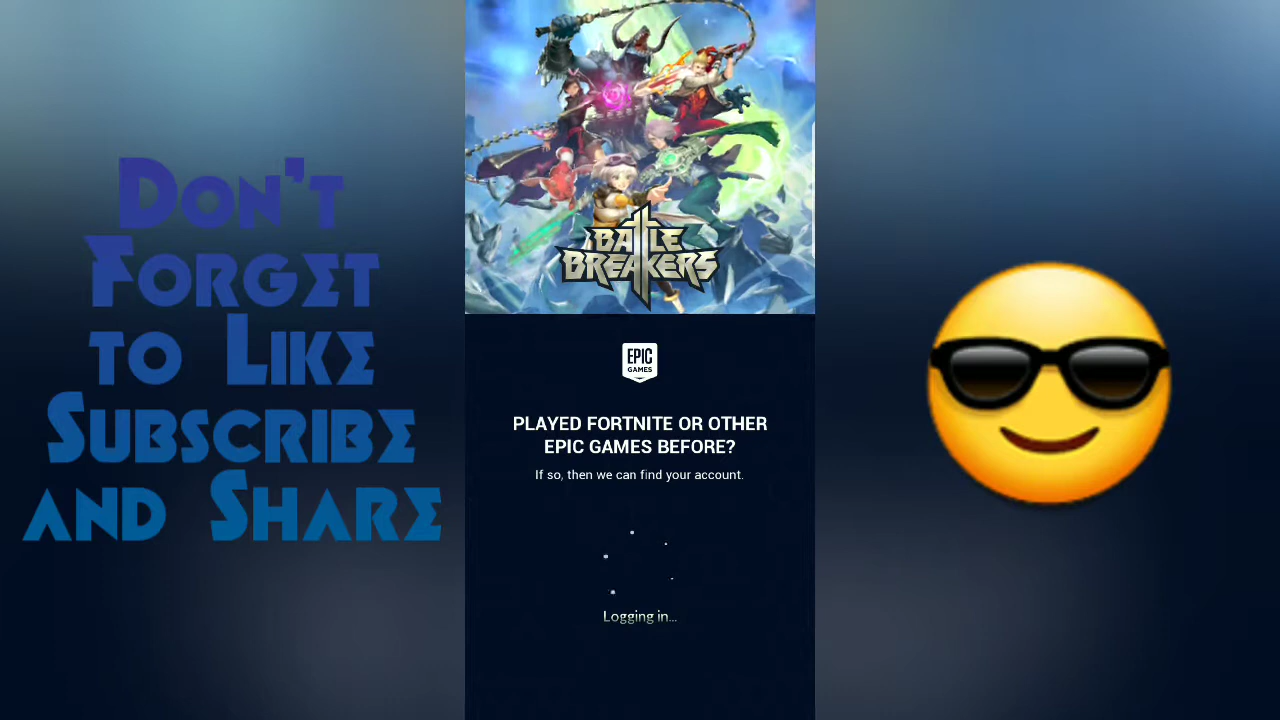 Don't
Forget
to Like
Subscribe
and Share
BATTLE
BREAKERS
EPIC
GAMES
PLAYED FORTNITE OR OTHER
EPIC GAMES BEFORE?
If so, then we can find your account.
Logging in...